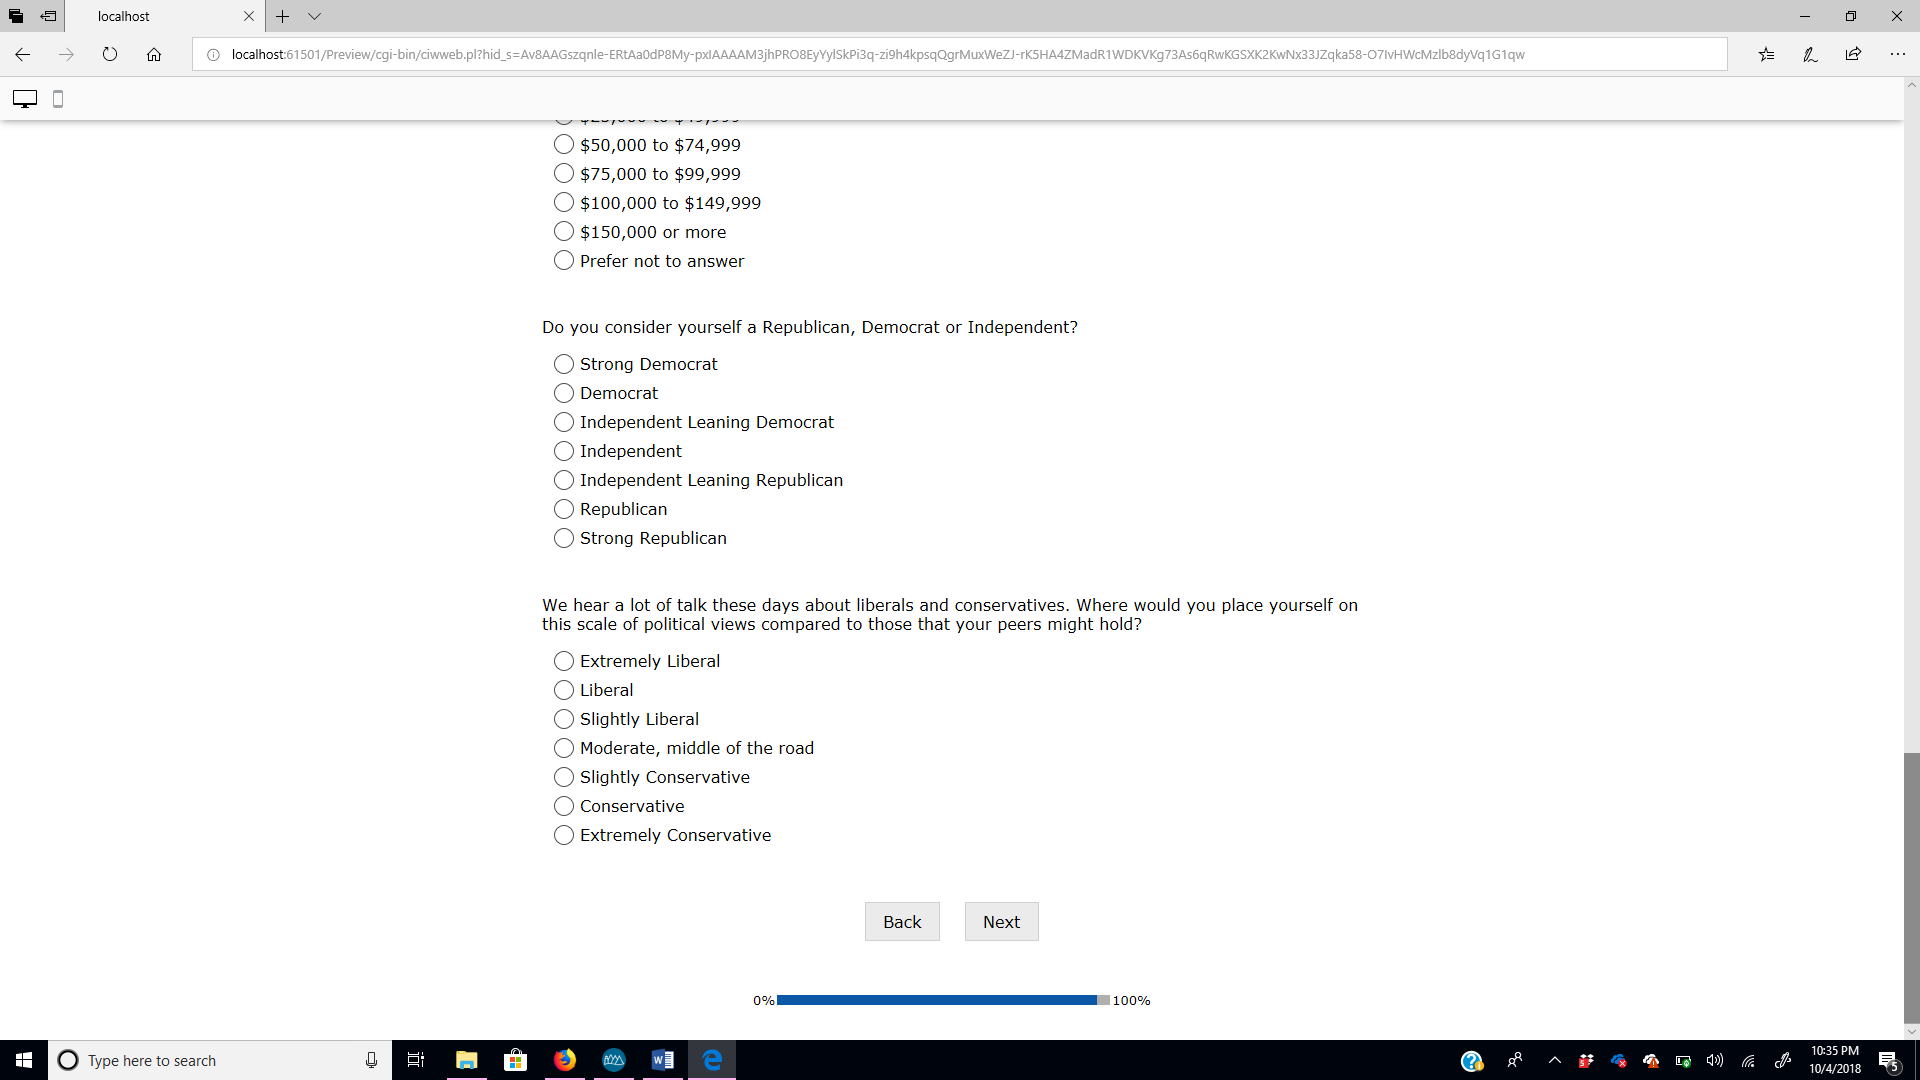 localhost
localhost:61501/Preview/cgi-bin/ciwweb.pl?hid_s=Av8AAGszqnle-ERtAa0dP8My-pxIAAAAM3jhPRO8EyYylSkPi3q-zi9h4kpsqQgrMuxWeZJ-rK5HA4ZMadR1WDKVKg73As6qRwKGSXK2KwNx33JZqka58-O7IvHWcMzlb8dyVq1G1qw
$50,000 to $74,999
$75,000 to $99,999
$100,000 to $149,999
$150,000 or more
Prefer not to answer
Do you consider yourself a Republican, Democrat or Independent?
Strong Democrat
Democrat
Independent Leaning Democrat
Independent
Independent Leaning Republican
Republican
Strong Republican
We hear a lot of talk these days about liberals and conservatives. Where would you place yourself on
this scale of political views compared to those that your peers might hold?
Extremely Liberal
Liberal
Slightly Liberal
Moderate, middle of the road
Slightly Conservative
Conservative
Extremely Conservative
Back Next
0% 100%
Type here to search
10:35 PM
10/4/2018
5